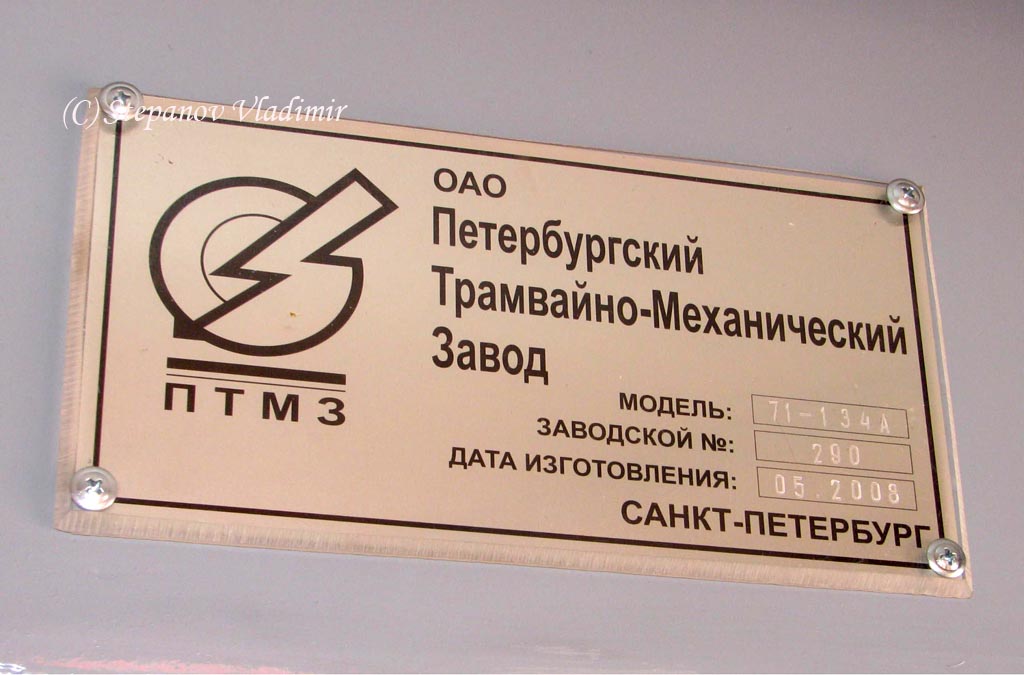 (C) Stepanov Vladimir
ОАО
Петербургский
Трамвайно-Механический
Завод
ПТМЗ
МОДЕЛЬ: 71-134А
ЗАВОДСКОЙ №: 290
ДАТА ИЗГОТОВЛЕНИЯ: 05.2008
САНКТ-ПЕТЕРБУРГ